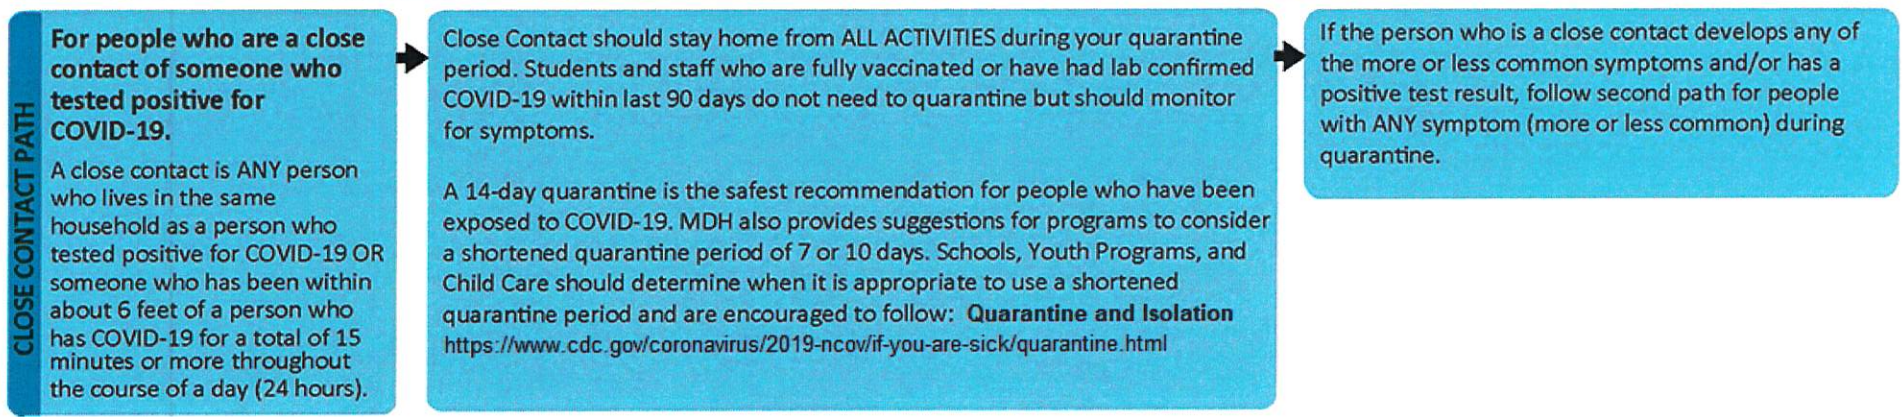 CLOSE CONTACT PATH
For people who are a close
contact of someone who
tested positive for
COVID-19.
A close contact is ANY person
who lives in the same
household as a person who
tested positive for COVID-19 OR
someone who has been within
about 6 feet of a person who
has COVID-19 for a total of 15
minutes or more throughout
the course of a day (24 hours).
Close Contact should stay home from ALL ACTIVITIES during your quarantine
period. Students and staff who are fully vaccinated or have had lab confirmed
COVID-19 within last 90 days do not need to quarantine but should monitor
for symptoms.
A 14-day quarantine is the safest recommendation for people who have been
exposed to COVID-19. MDH also provides suggestions for programs to consider
a shortened quarantine period of 7 or 10 days. Schools, Youth Programs, and
Child Care should determine when it is appropriate to use a shortened
quarantine period and are encouraged to follow: Quarantine and Isolation
https://www.cdc.gov/coronavirus/2019-ncov/if-you-are-sick/quarantine.html
If the person who is a close contact develops any of
the more or less common symptoms and/or has a
positive test result, follow second path for people
with ANY symptom (more or less common) during
quarantine.